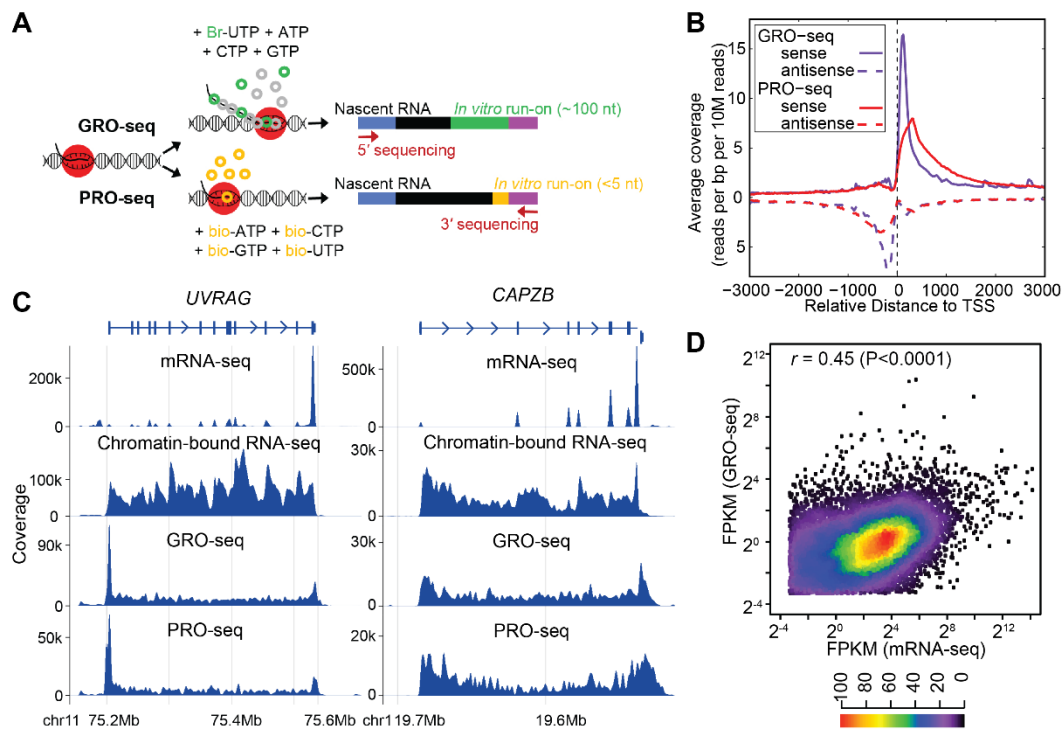 A
+ Br-UTP + ATP
+ CTP + GTP
GRO-seq
PRO-seq
Nascent RNA In vitro run-on (~100 nt)
5′ sequencing
Nascent RNA In vitro run-on (<5 nt)
3′ sequencing
+ bio-ATP + bio-CTP
+ bio-GTP + bio-UTP
B
GRO-seq
sense
antisense
PRO-seq
sense
antisense
Average coverage
(reads per bp per 10M reads)
15
10
5
0
5
−3000 −2000 −1000 0 1000 2000 3000
Relative Distance to TSS
C
UVRAG
CAPZB
Coverage
mRNA-seq
200k
0
mRNA-seq
500k
0
Chromatin-bound RNA-seq
100k
0k
Chromatin-bound RNA-seq
30k
0
GRO-seq
90k
0
GRO-seq
30k
0
PRO-seq
50k
0
PRO-seq
20k
0
chr11 75.2Mb 75.4Mb 75.6Mb
chr1 19.7Mb 19.6Mb
D
r = 0.45 (P<0.0001)
FPKM (GRO-seq)
2^12
2^8
2^4
2^0
2^-4
2^-4 2^0 2^4 2^8 2^12
FPKM (mRNA-seq)
100 80 60 40 20 0